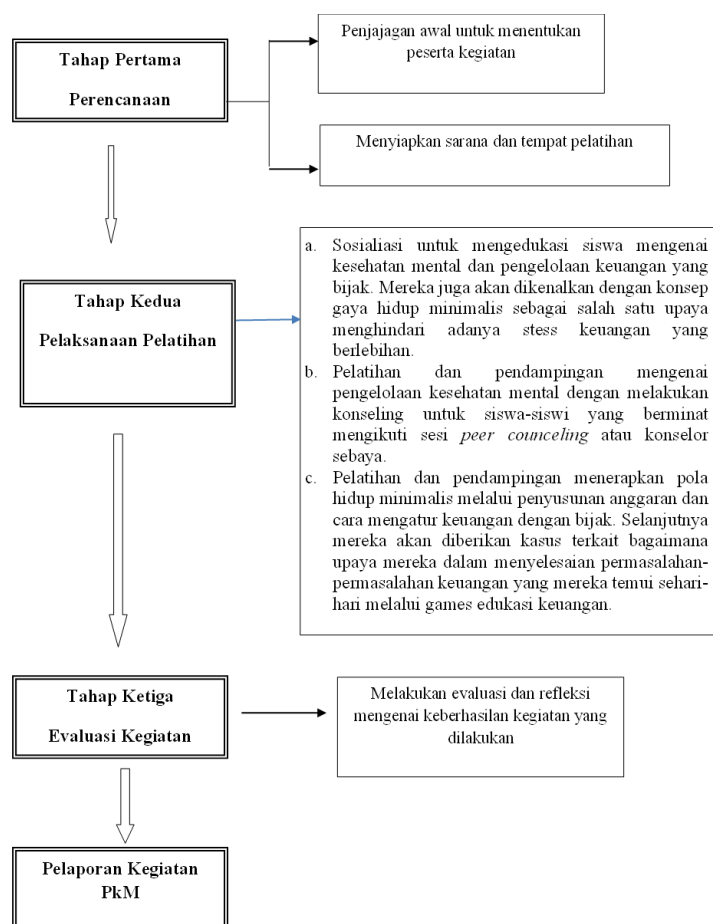 Tahap Pertama
Perencanaan
Penjajagan awal untuk menentukan
peserta kegiatan
Menyiapkan sarana dan tempat pelatihan
Tahap Kedua
Pelaksanaan Pelatihan
a. Sosialiasi untuk mengedukasi siswa mengenai
kesehatan mental dan pengelolaan keuangan yang
bijak. Mereka juga akan dikenalkan dengan konsep
gaya hidup minimalis sebagai salah satu upaya
menghindari adanya stess keuangan yang
berlebihan.
b. Pelatihan dan pendampingan mengenai
pengelolaan kesehatan mental dengan melakukan
konseling untuk siswa-siswi yang berminat
mengikuti sesi peer counceling atau konselor
sebaya.
c. Pelatihan dan pendampingan menerapkan pola
hidup minimalis melalui penyusunan anggaran dan
cara mengatur keuangan dengan bijak. Selanjutnya
mereka akan diberikan kasus terkait bagaimana
upaya mereka dalam menyelesaian permasalahan-
permasalahan keuangan yang mereka temui sehari-
hari melalui games edukasi keuangan.
Tahap Ketiga
Evaluasi Kegiatan
Melakukan evaluasi dan refleksi
mengenai keberhasilan kegiatan yang
dilakukan
Pelaporan Kegiatan
PkM